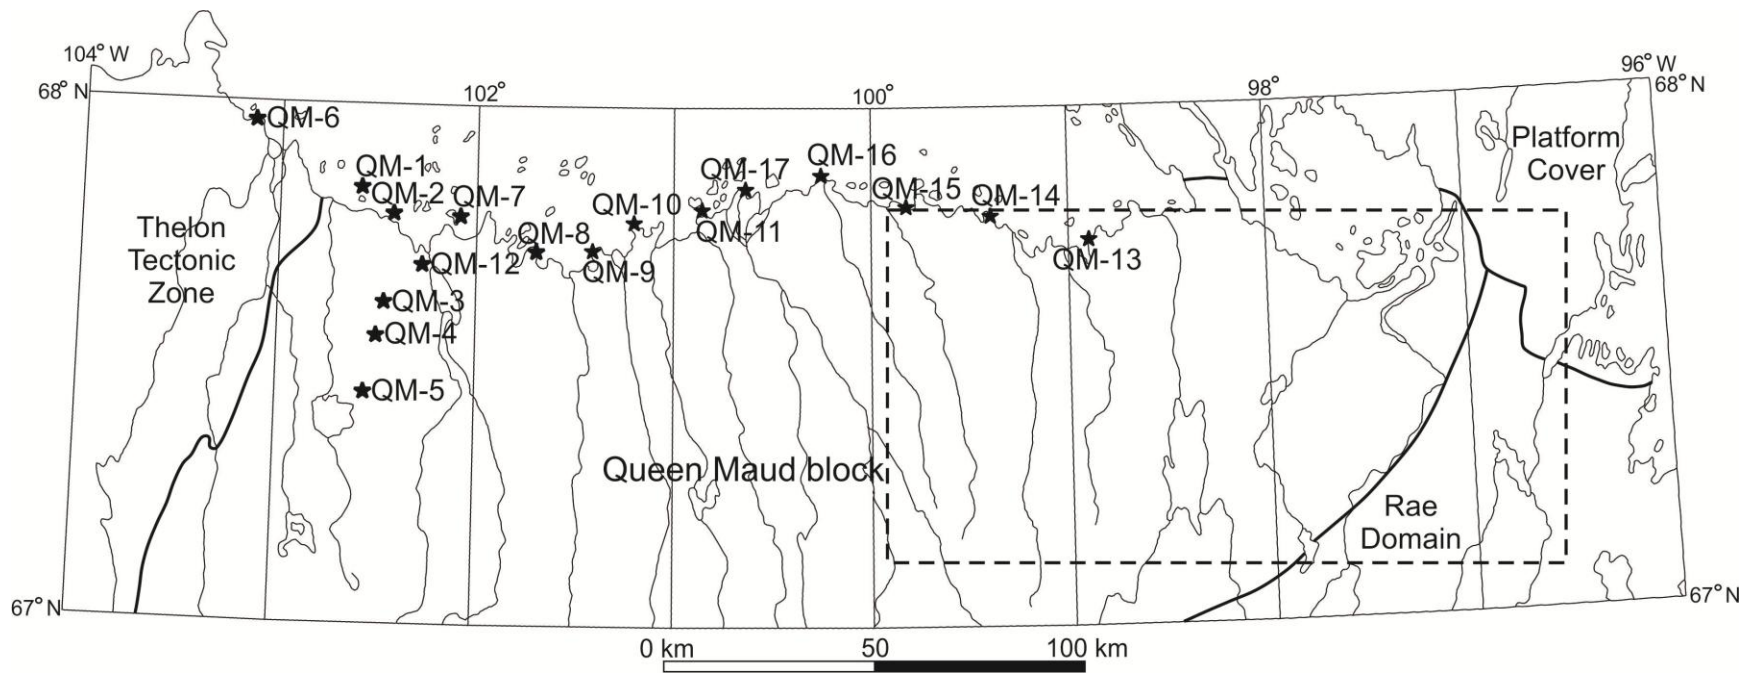 104° W
96° W
68° N
102°
100°
98°
68° N
QM-6
Platform
Cover
QM-1
QM-2
QM-7
QM-17
QM-16
QM-15
QM-14
QM-10
QM-11
QM-8
QM-9
QM-13
QM-12
Thelon
Tectonic
Zone
QM-3
QM-4
QM-5
Queen Maud block
Rae
Domain
67° N
67° N
0 km
50
100 km